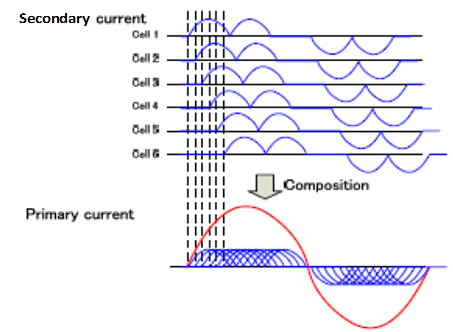 Secondary current
Cell 1
Cell 2
Cell 3
Cell 4
Cell 5
Cell 6
Composition
Primary current